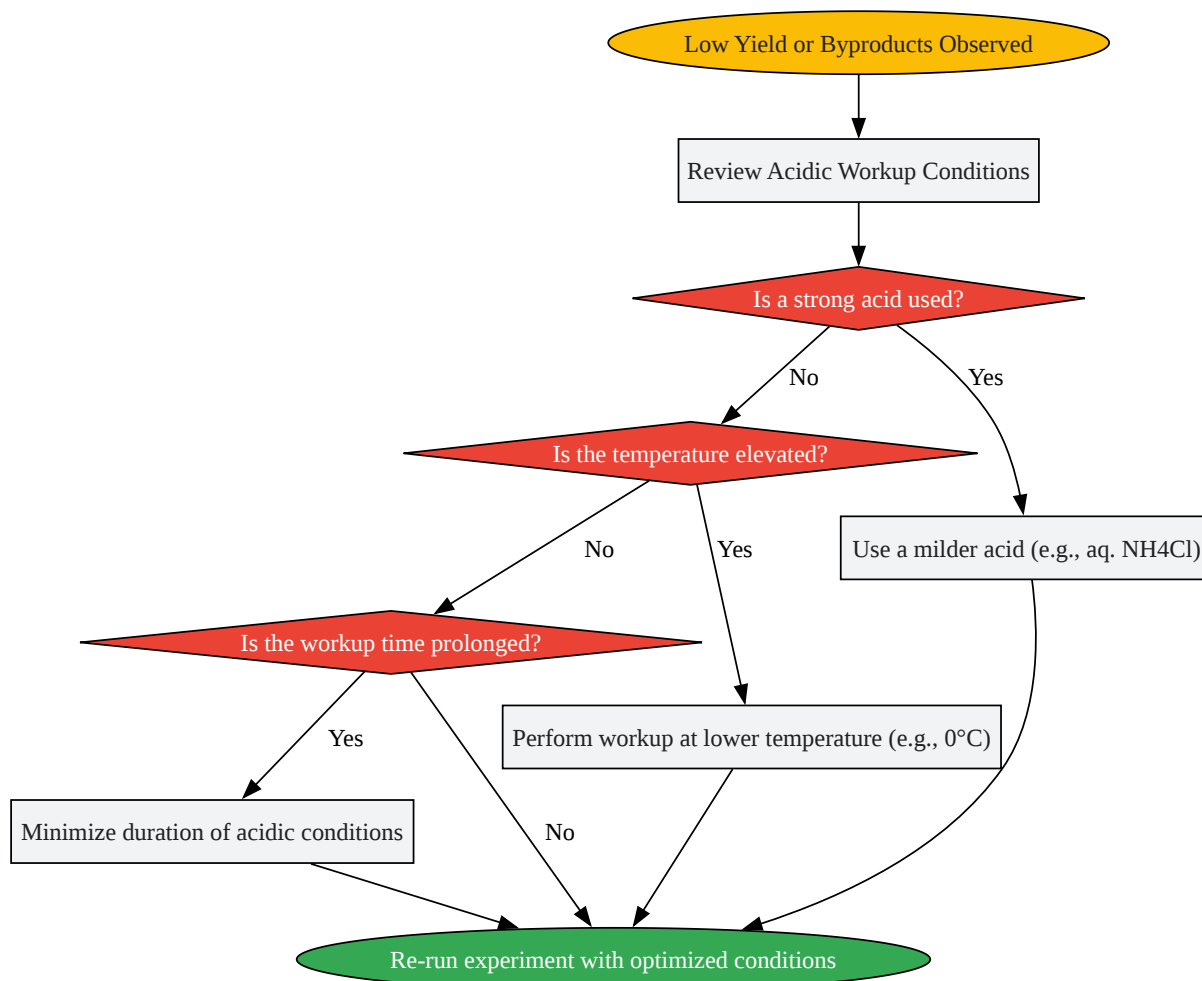 Low Yield or Byproducts Observed
Review Acidic Workup Conditions
Is a strong acid used?
No
Yes
Is the temperature elevated?
No
Yes
Use a milder acid (e.g., aq. NH4Cl)
Is the workup time prolonged?
Yes
Perform workup at lower temperature (e.g., 0°C)
Minimize duration of acidic conditions
No
Re-run experiment with optimized conditions